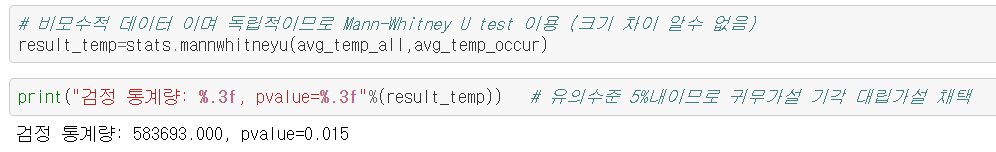 # 비모수적 데이터 이며 독립적이므로 Mann-Whitney U test 이용 (크기 차이 알수 없음)
result_temp=stats.mannwhitneyu(avg_temp_all,avg_temp_occur)
print("검정 통계량: %.3f, pvalue=%.3f"%(result_temp)) # 유의수준 5%내이므로 귀무가설 기각 대립가설 채택
검정 통계량: 583693.000, pvalue=0.015